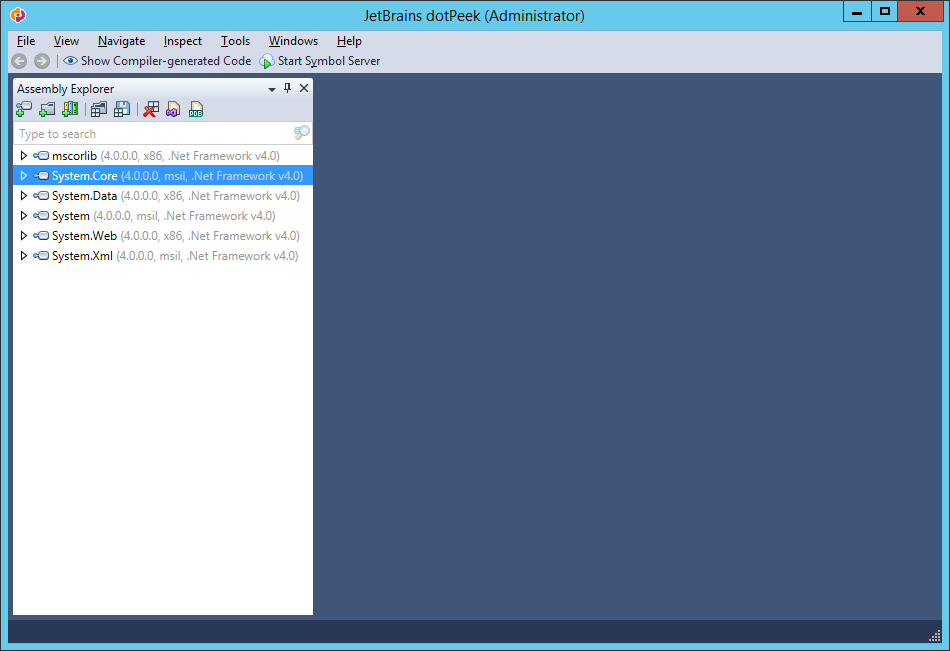 JetBrains dotPeek (Administrator)
File View Navigate Inspect Tools Windows Help
Show Compiler-generated Code Start Symbol Server
Assembly Explorer
PDB
Type to search
mscorlib (4.0.0.0, x86, .Net Framework v4.0)
System.Core (4.0.0.0, msil, .Net Framework v4.0)
System.Data (4.0.0.0, x86, .Net Framework v4.0)
System (4.0.0.0, msil, .Net Framework v4.0)
System.Web (4.0.0.0, x86, .Net Framework v4.0)
System.Xml (4.0.0.0, msil, .Net Framework v4.0)